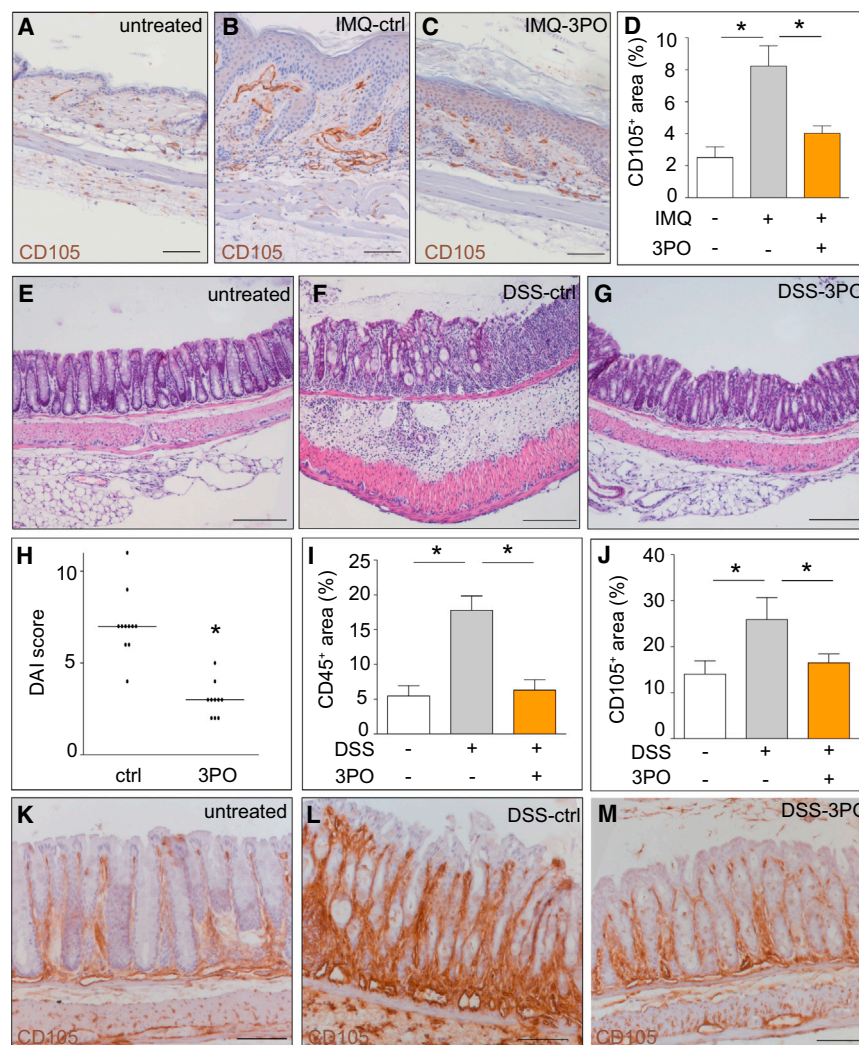 A untreated
CD105
B IMQ-ctrl
C IMQ-3PO
CD105
D
CD105+ area (%)
10
8
6
4
2
0
* *
IMQ - + +
3PO - - +
E untreated
F DSS-ctrl
G DSS-3PO
H
DAI score
10
5
0
*
ctrl 3PO
I
CD45+ area (%)
25
20
15
10
5
0
* *
DSS - + +
3PO - - +
J
CD105+ area (%)
40
30
20
10
0
* *
DSS - + +
3PO - - +
K untreated
CD105
L DSS-ctrl
CD105
M DSS-3PO